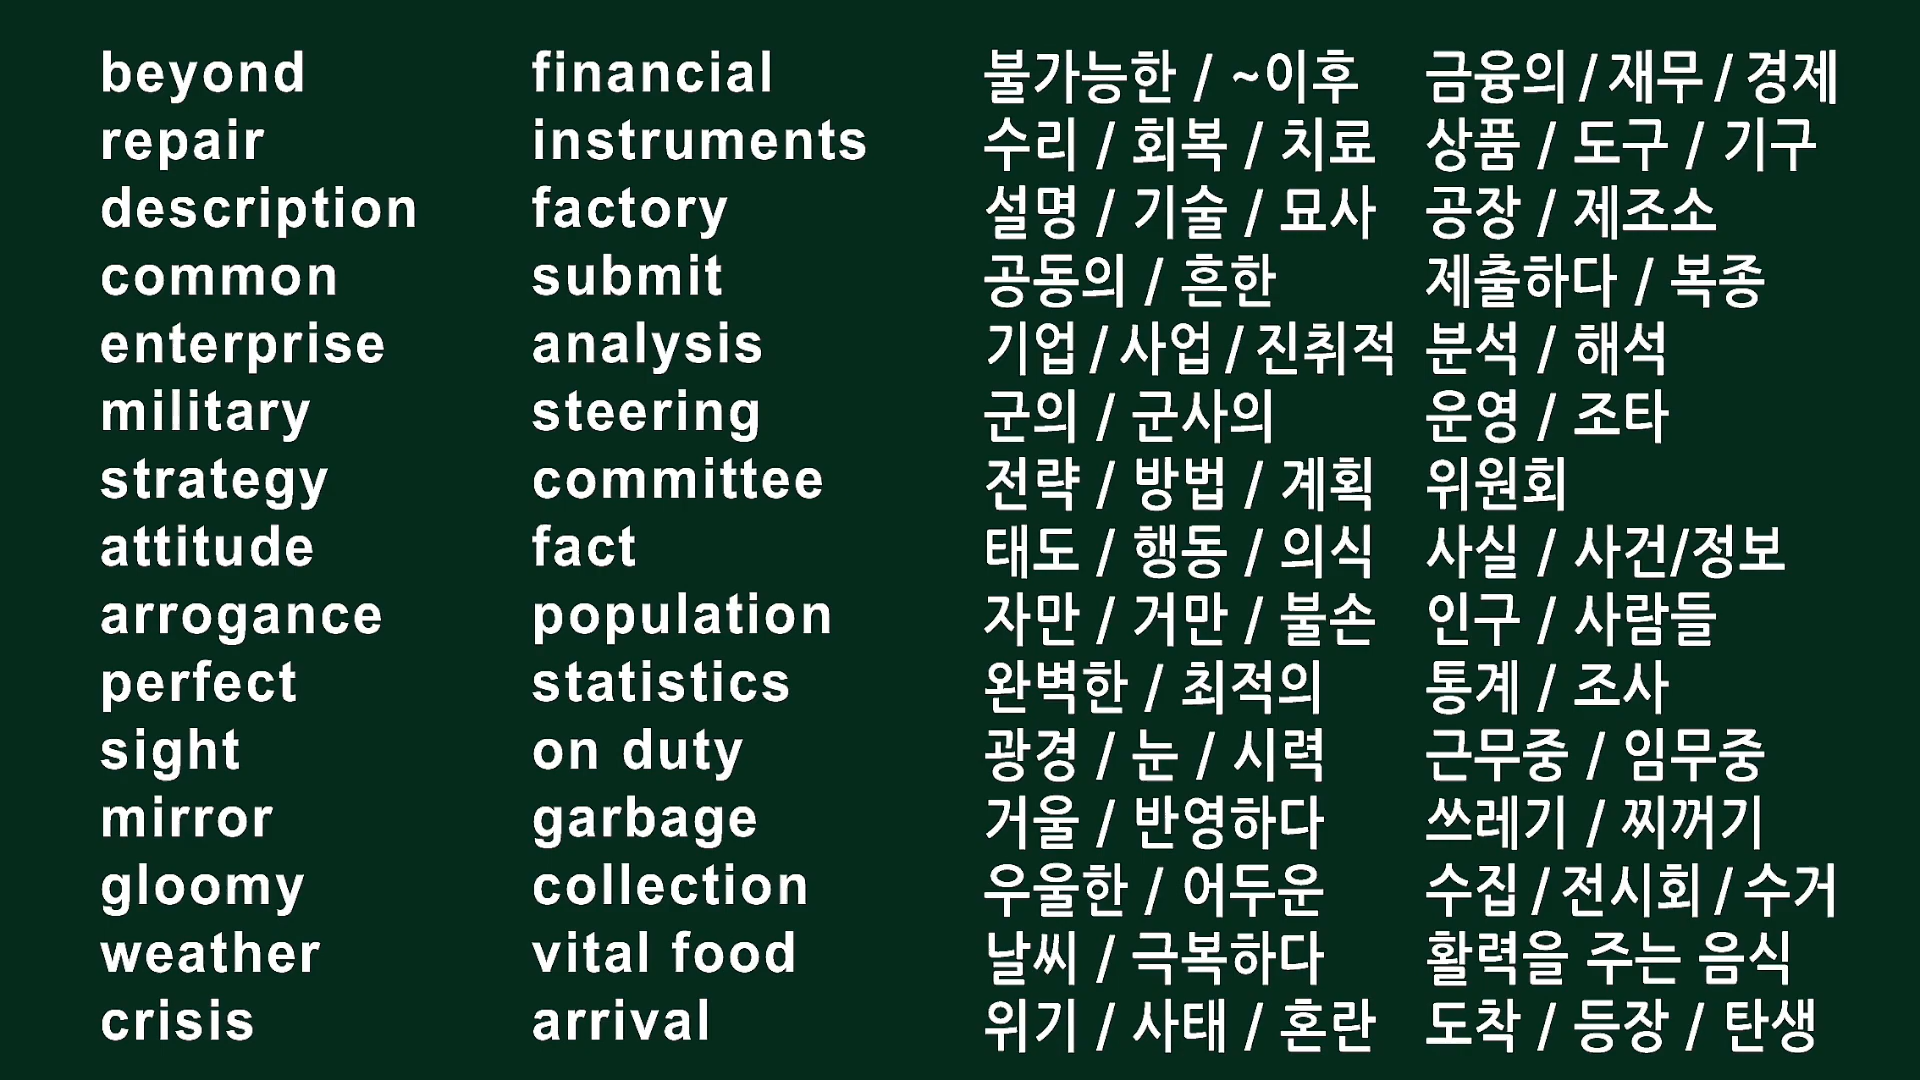 beyond financial 불가능한 / ~이후 금융의 / 재무 / 경제
repair instruments 수리 / 회복 / 치료 상품 / 도구 / 기구
description factory 설명 / 기술 / 묘사 공장 / 제조소
common submit 공동의 / 흔한 제출하다 / 복종
enterprise analysis 기업 / 사업 / 진취적 분석 / 해석
military steering 군의 / 군사의 운영 / 조타
strategy committee 전략 / 방법 / 계획 위원회
attitude fact 태도 / 행동 / 의식 사실 / 사건/정보
arrogance population 자만 / 거만 / 불손 인구 / 사람들
perfect statistics 완벽한 / 최적의 통계 / 조사
sight on duty 광경 / 눈 / 시력 근무중 / 임무중
mirror garbage 거울 / 반영하다 쓰레기 / 찌꺼기
gloomy collection 우울한 / 어두운 수집 / 전시회 / 수거
weather vital food 날씨 / 극복하다 활력을 주는 음식
crisis arrival 위기 / 사태 / 혼란 도착 / 등장 / 탄생